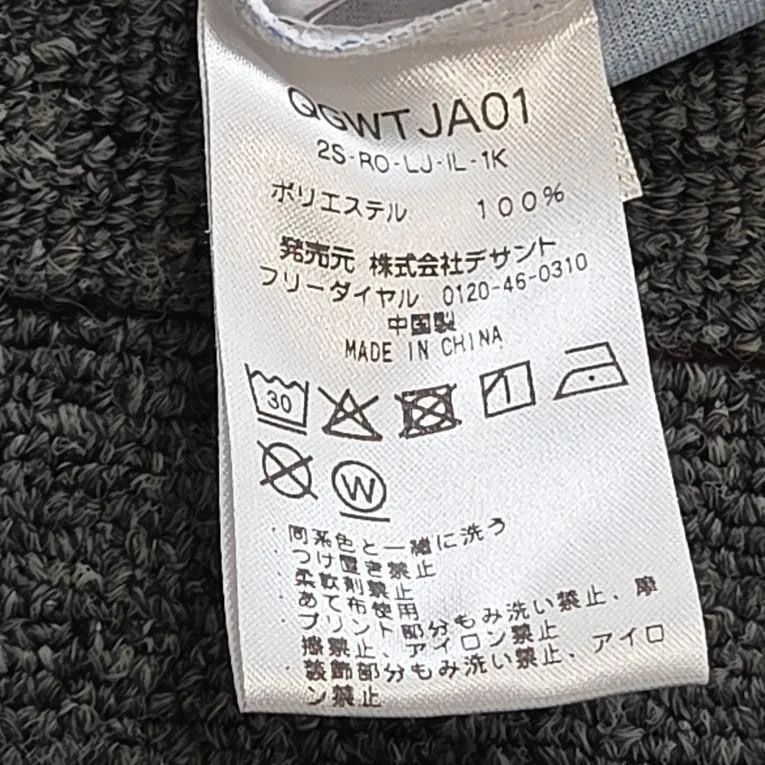 QGWTJA01
2S-RO-LJ-IL-1K
ポリエステル 100%
発売元 株式会社デサント
フリーダイヤル 0120-46-0310
中国製
MADE IN CHINA
30
W
・同系色と一緒に洗う
・つけ置き禁止
・柔軟剤禁止
・あて布使用
・プリント部分もみ洗い禁止、摩
擦禁止、アイロン禁止
・装飾部分もみ洗い禁止、アイロ
ン禁止